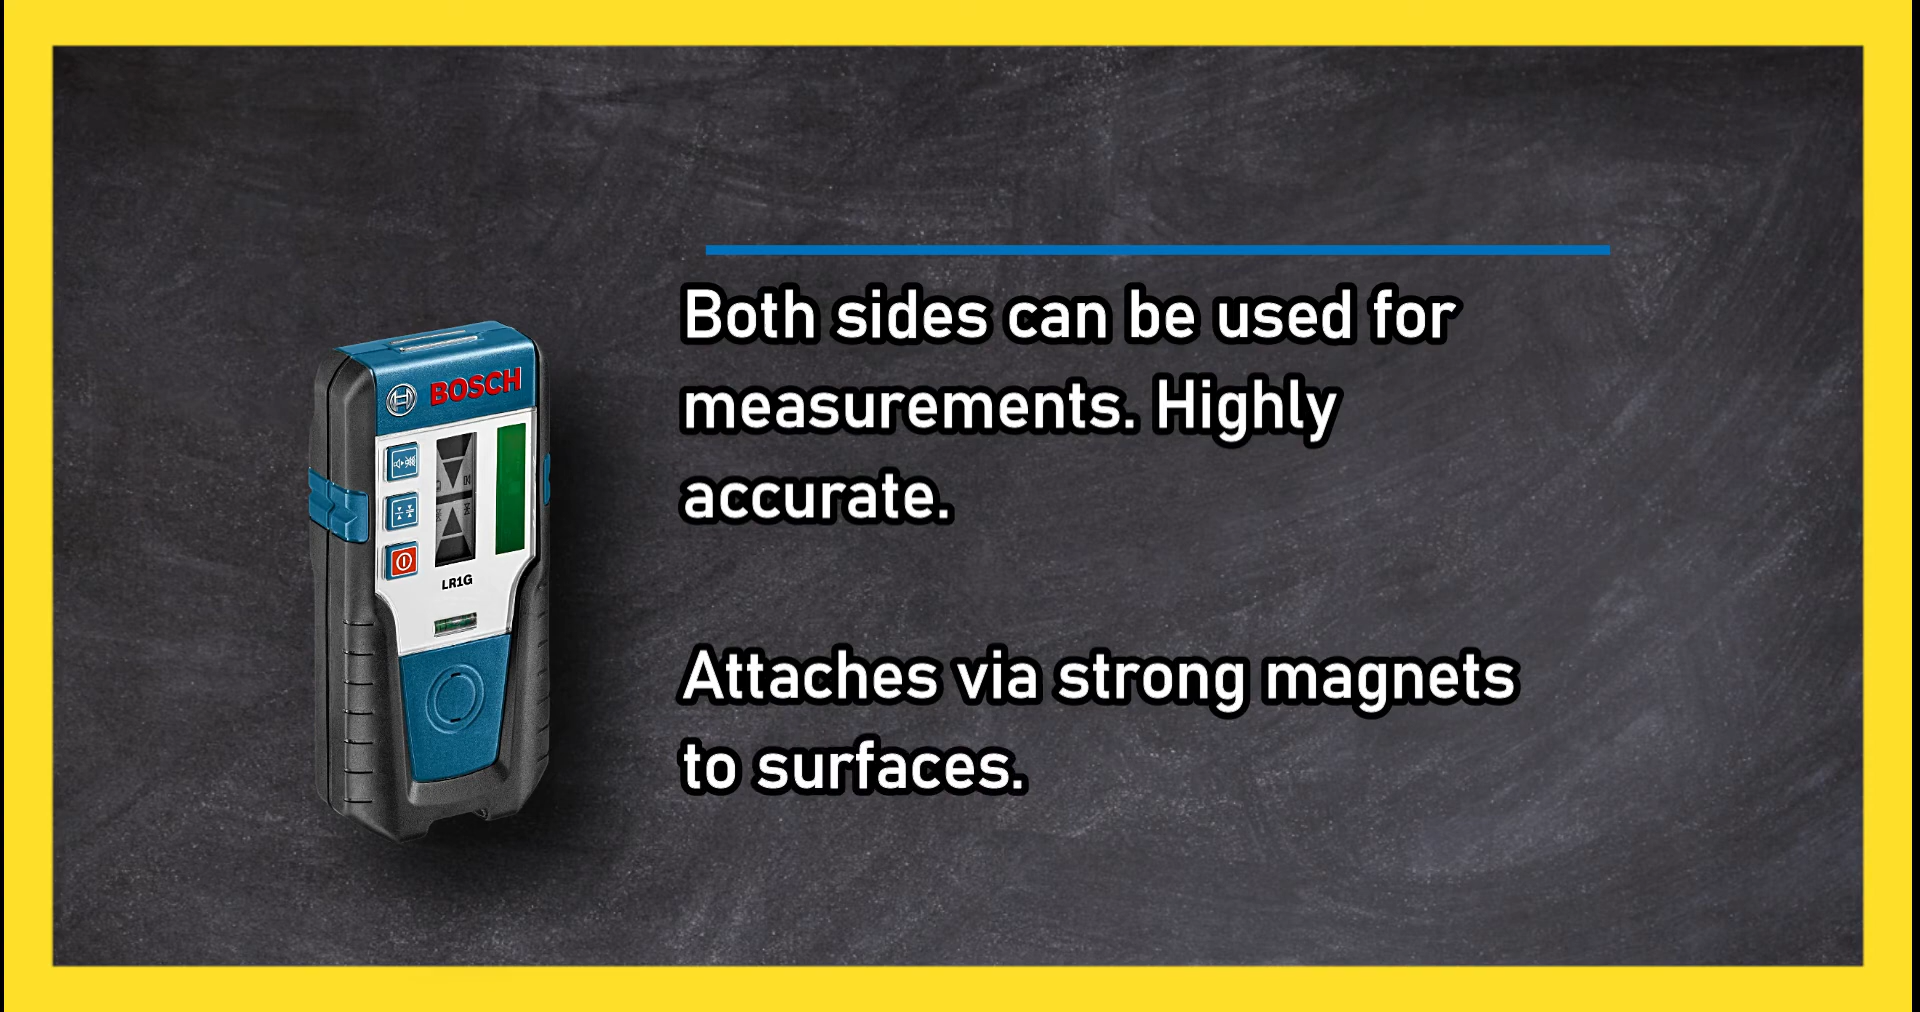 BOSCH
LR1G
Both sides can be used for
measurements. Highly
accurate.
Attaches via strong magnets
to surfaces.